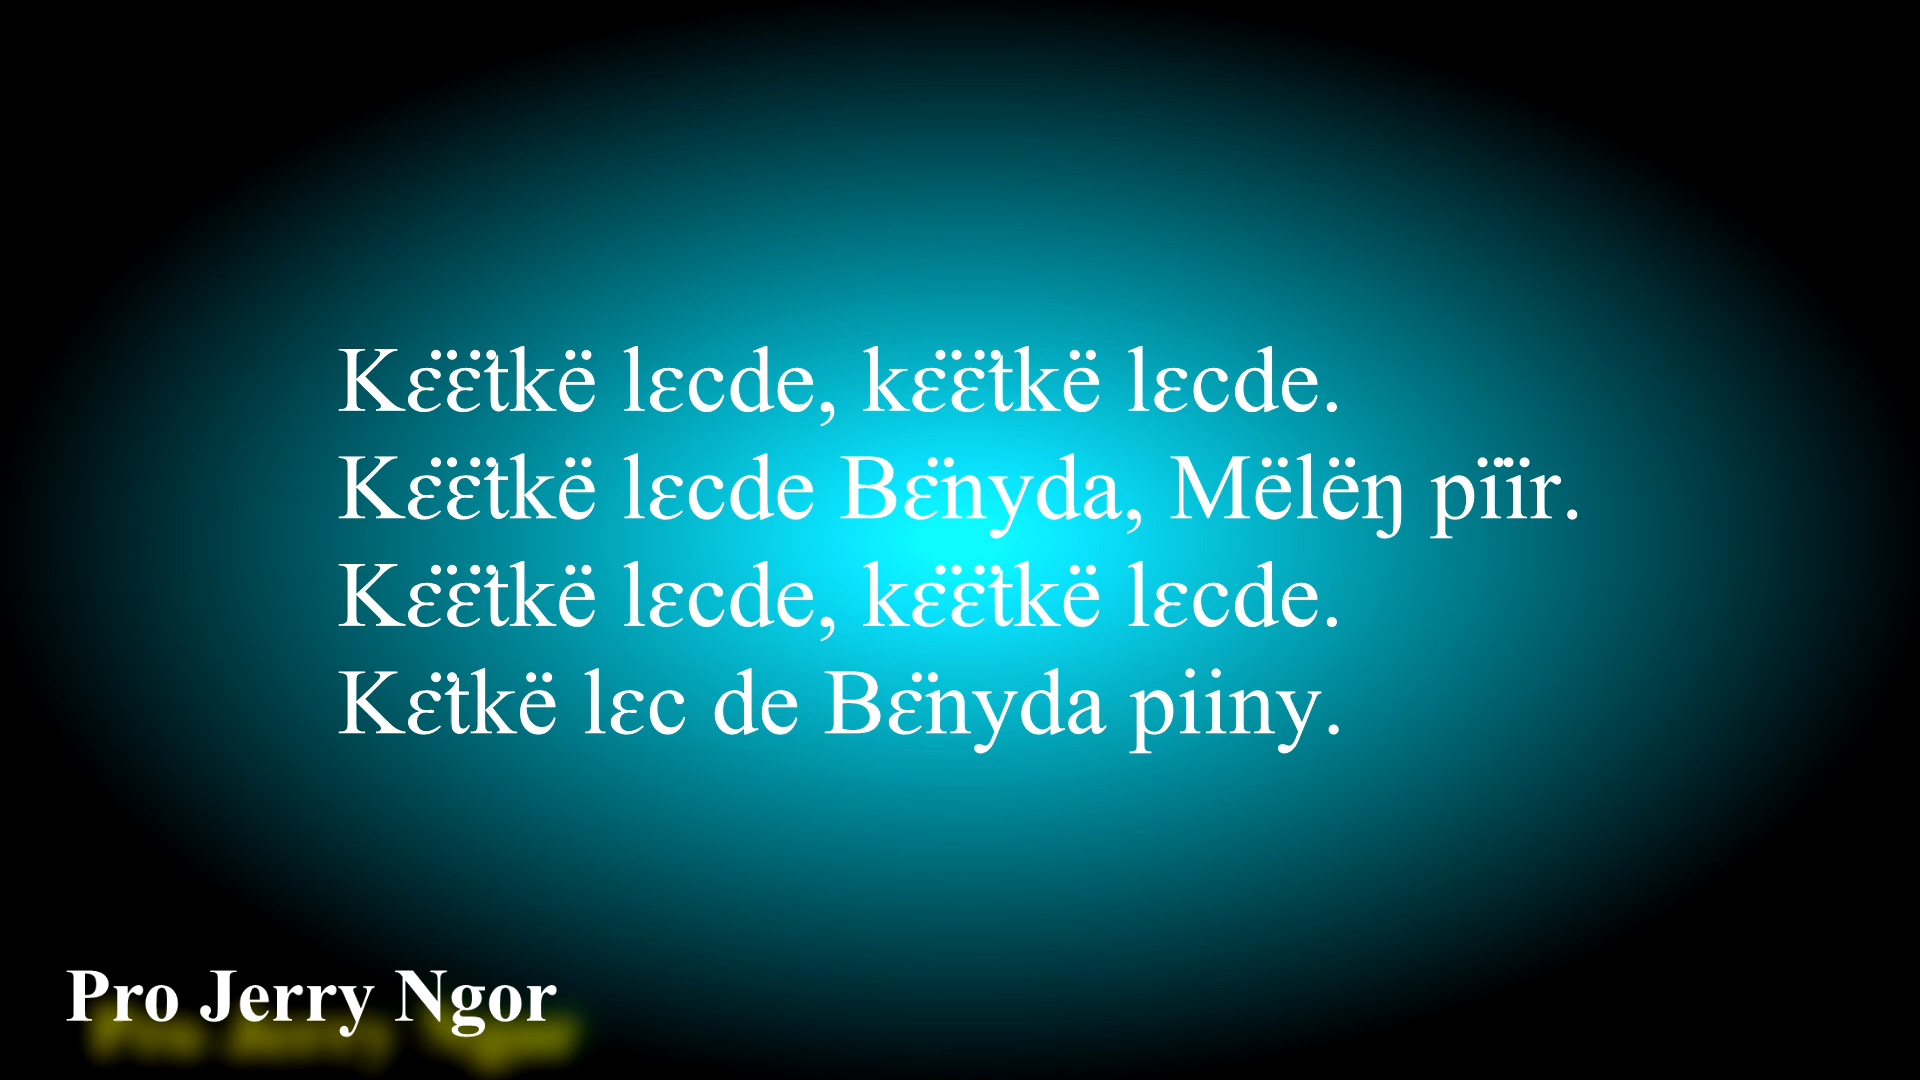 Kɛ̈ɛ̈tkë lɛcde, kɛ̈ɛ̈tkë lɛcde.
Kɛ̈ɛ̈tkë lɛcde Bɛ̈nyda, Mëlëŋ pïïr.
Kɛ̈ɛ̈tkë lɛcde, kɛ̈ɛ̈tkë lɛcde.
Kɛ̈tkë lɛc de Bɛ̈nyda piiny.
Pro Jerry Ngor